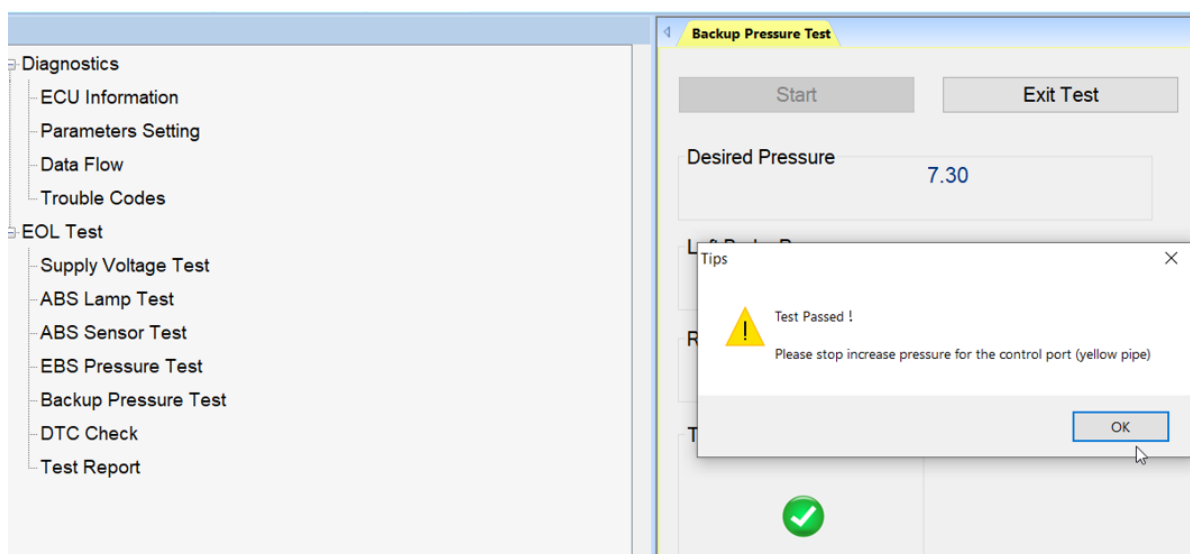 Diagnostics
ECU Information
Parameters Setting
Data Flow
Trouble Codes
EOL Test
Supply Voltage Test
ABS Lamp Test
ABS Sensor Test
EBS Pressure Test
Backup Pressure Test
DTC Check
Test Report
Backup Pressure Test
Start Exit Test
Desired Pressure
7.30
Tips
Test Passed !
Please stop increase pressure for the control port (yellow pipe)
OK